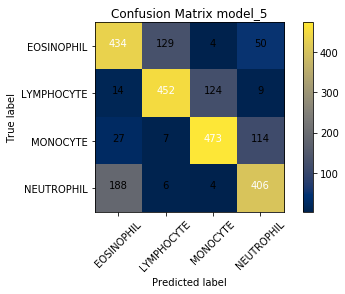 Confusion Matrix model_5
True label
EOSINOPHIL 434 129 4 50
LYMPHOCYTE 14 452 124 9
MONOCYTE 27 7 473 114
NEUTROPHIL 188 6 4 406
EOSINOPHIL LYMPHOCYTE MONOCYTE NEUTROPHIL
Predicted label
400
300
200
100